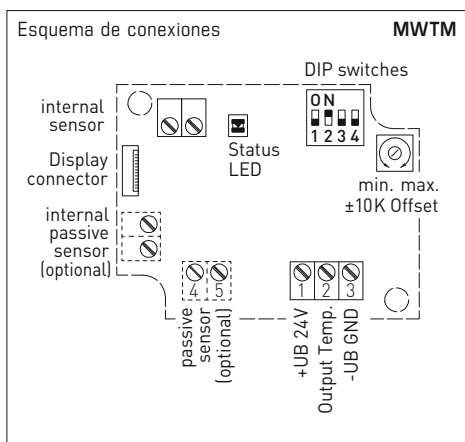 Esquema de conexiones MWTM
DIP switches
internal
sensor
ON
1 2 3 4
Status
LED
Display
connector
min. max.
±10K Offset
internal
passive
sensor
(optional)
4 5
1 2 3
passive
sensor
(optional)
+UB 24V
Output Temp.
-UB GND